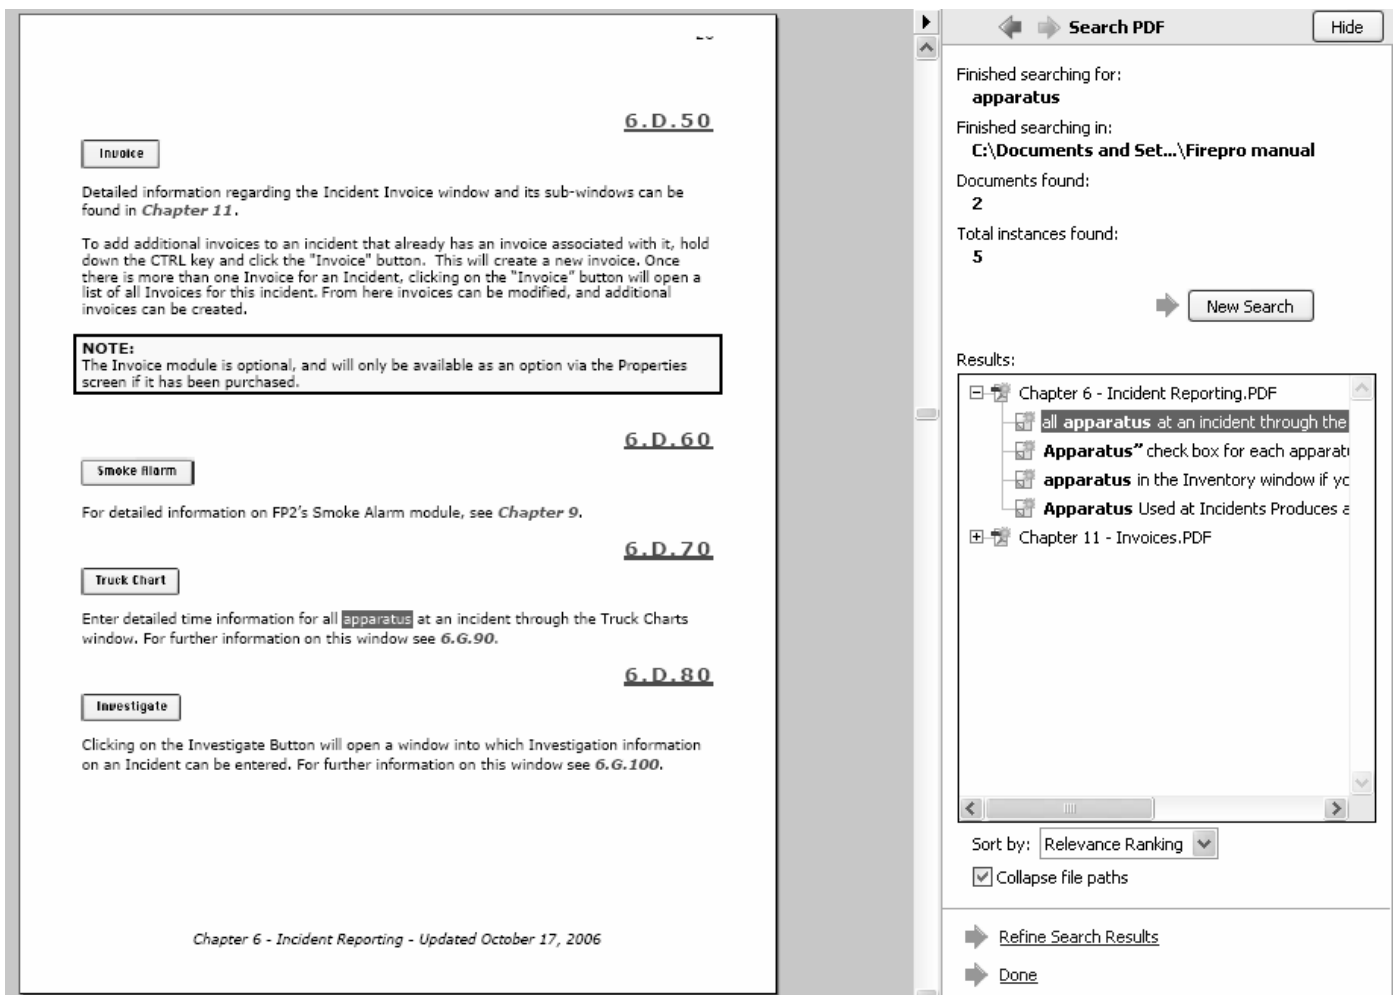 6.D.50
Invoice
Detailed information regarding the Incident Invoice window and its sub-windows can be
found in Chapter 11.
To add additional invoices to an incident that already has an invoice associated with it, hold
down the CTRL key and click the "Invoice" button.  This will create a new invoice. Once
there is more than one Invoice for an Incident, clicking on the "Invoice" button will open a
list of all Invoices for this incident. From here invoices can be modified, and additional
invoices can be created.
NOTE:
The Invoice module is optional, and will only be available as an option via the Properties
screen if it has been purchased.
6.D.60
Smoke Alarm
For detailed information on FP2's Smoke Alarm module, see Chapter 9.
6.D.70
Truck Chart
Enter detailed time information for all apparatus at an incident through the Truck Charts
window. For further information on this window see 6.G.90.
6.D.80
Investigate
Clicking on the Investigate Button will open a window into which Investigation information
on an Incident can be entered. For further information on this window see 6.G.100.
Chapter 6 - Incident Reporting - Updated October 17, 2006
Search PDF
Hide
Finished searching for:
apparatus
Finished searching in:
C:\Documents and Set...\Firepro manual
Documents found:
2
Total instances found:
5
New Search
Results:
Chapter 6 - Incident Reporting.PDF
all apparatus at an incident through the
Apparatus” check box for each apparat
apparatus in the Inventory window if yo
Apparatus Used at Incidents Produces a
Chapter 11 - Invoices.PDF
Sort by: Relevance Ranking
Collapse file paths
Refine Search Results
Done